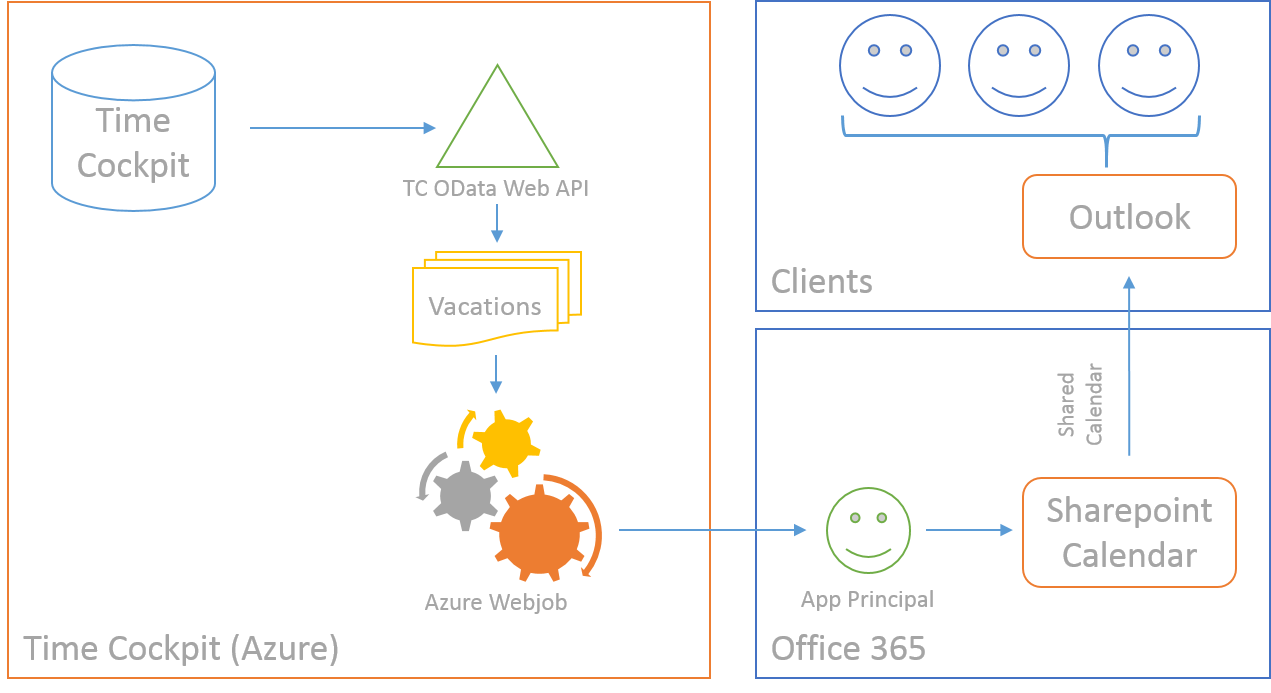 Time
Cockpit
TC OData Web API
Vacations
Azure Webjob
Time Cockpit (Azure)
Outlook
Clients
Shared
Calendar
App Principal
Sharepoint
Calendar
Office 365